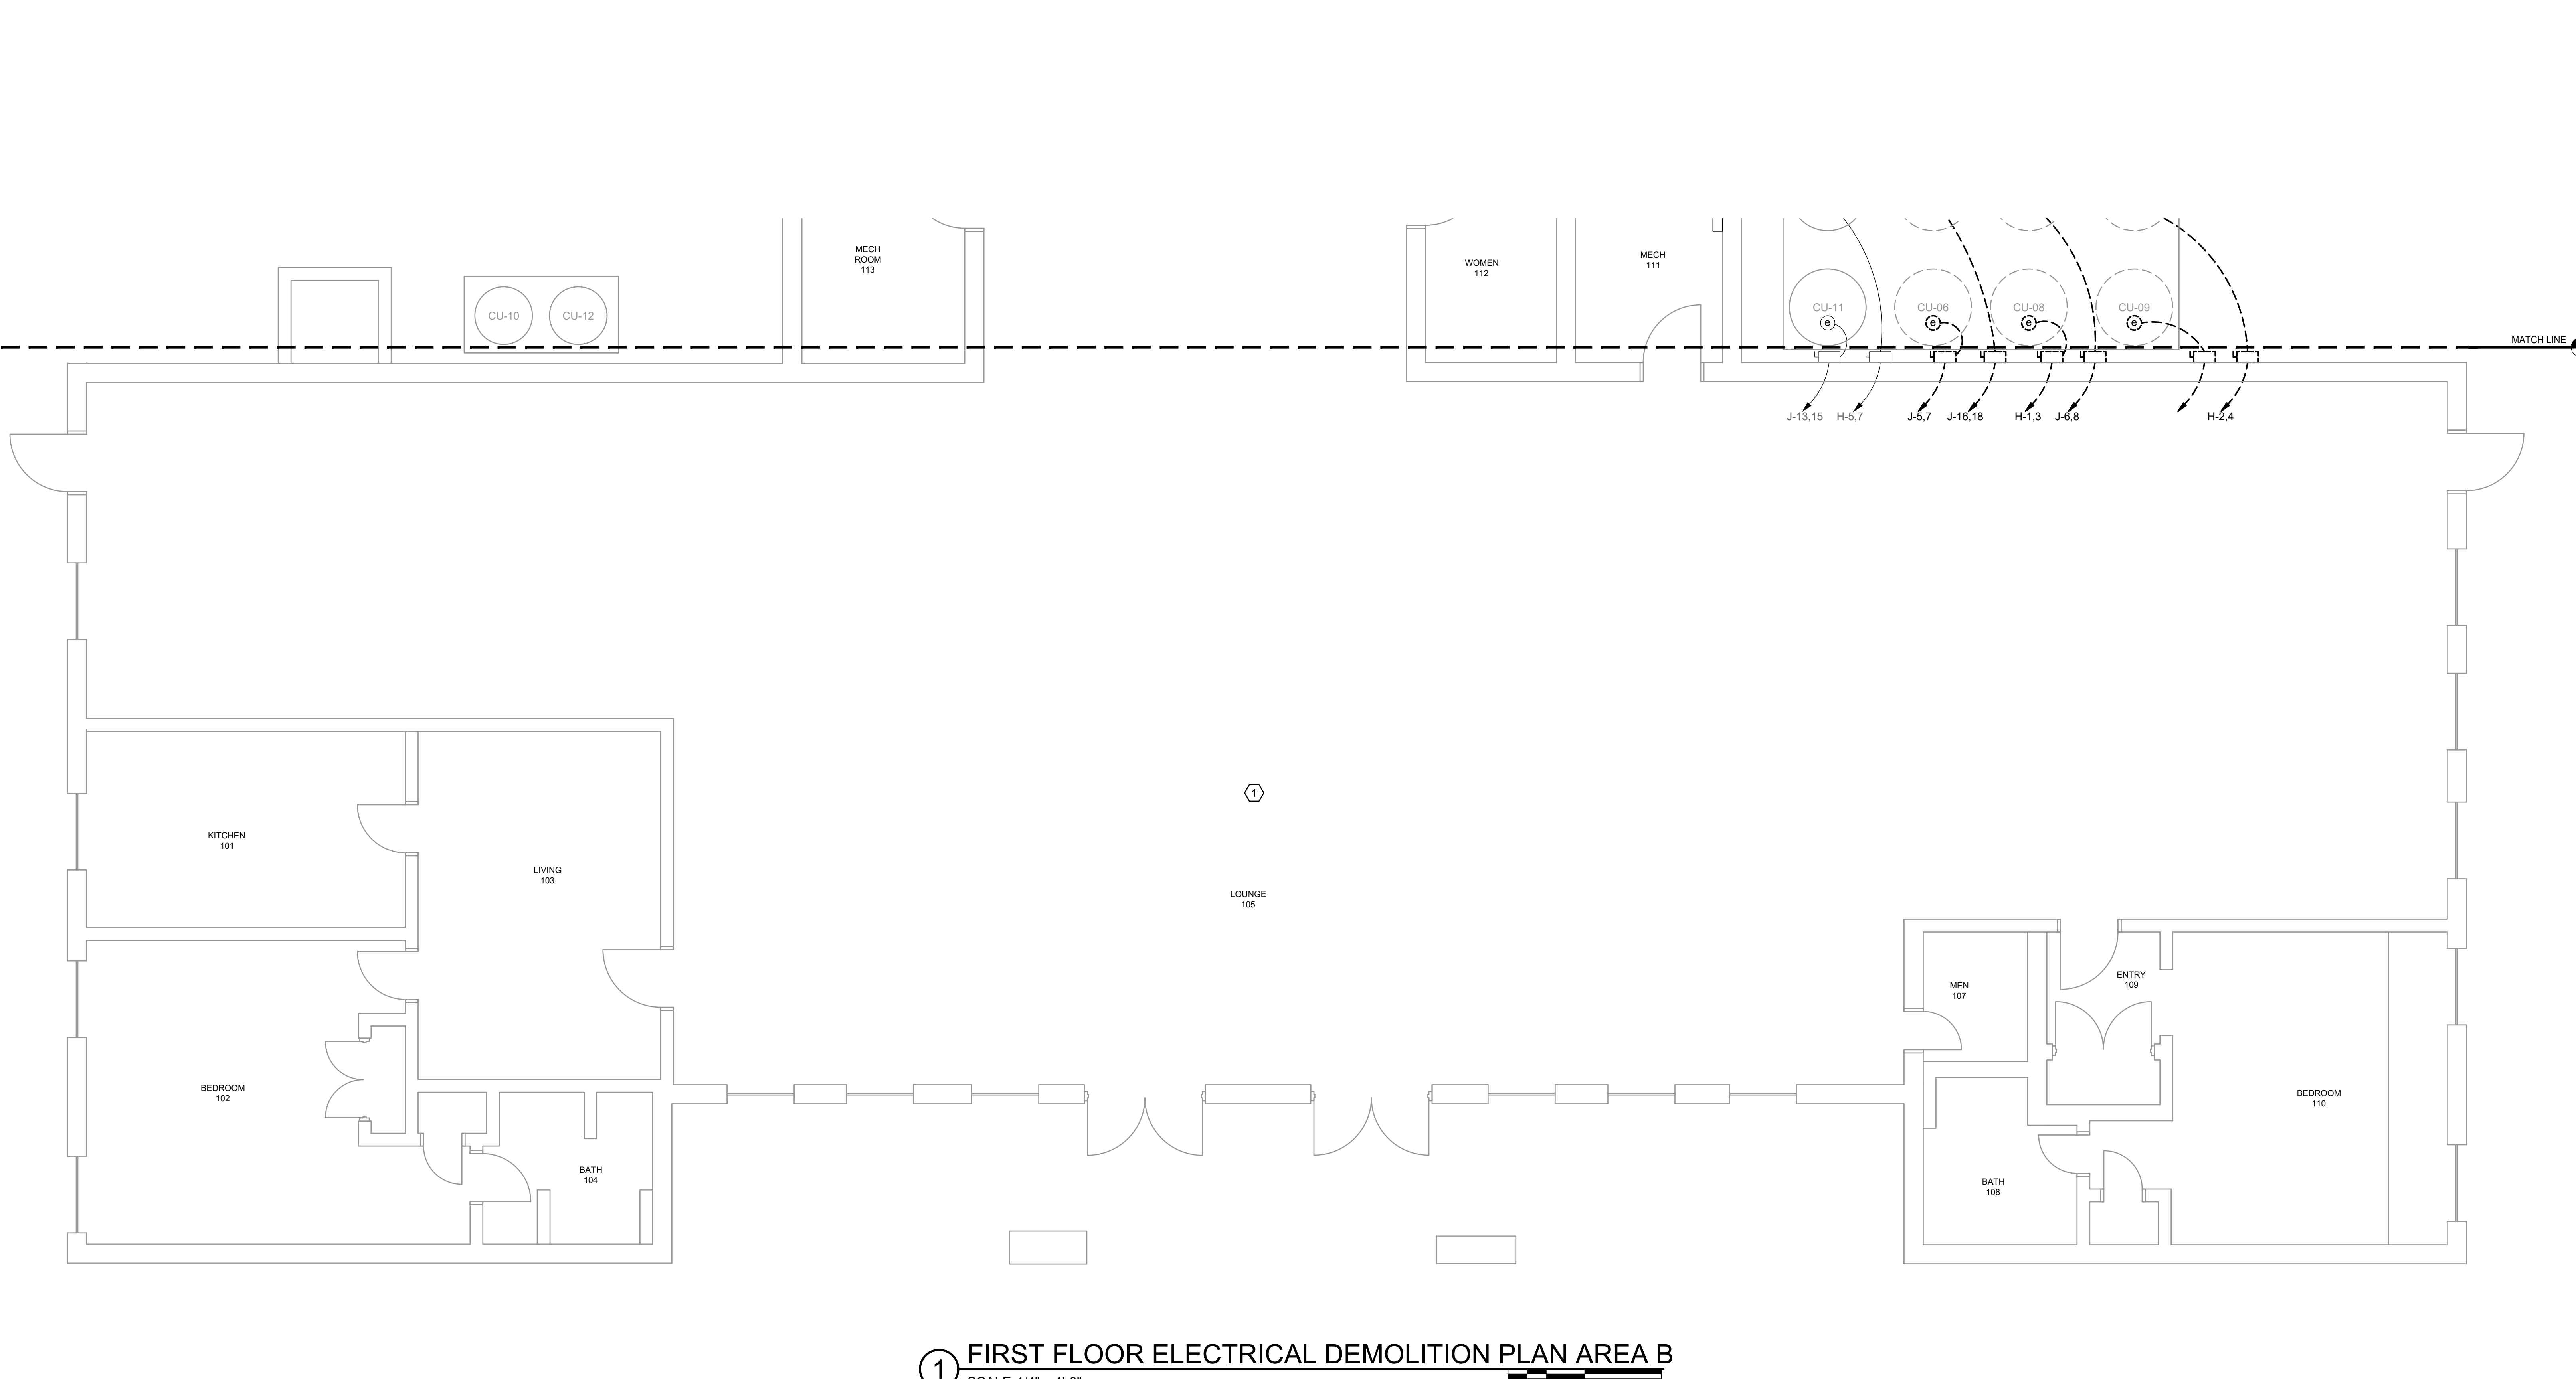 MECH
ROOM
113
WOMEN
112
MECH
111
CU-10
CU-12
CU-11
e
CU-06
e
CU-08
e
CU-09
e
MATCH LINE
J-13,15
H-5,7
J-5,7
J-16,18
H-1,3
J-6,8
H-2,4
1
KITCHEN
101
LIVING
103
LOUNGE
105
MEN
107
ENTRY
109
BEDROOM
102
BEDROOM
110
BATH
104
BATH
108
1
FIRST FLOOR ELECTRICAL DEMOLITION PLAN AREA B